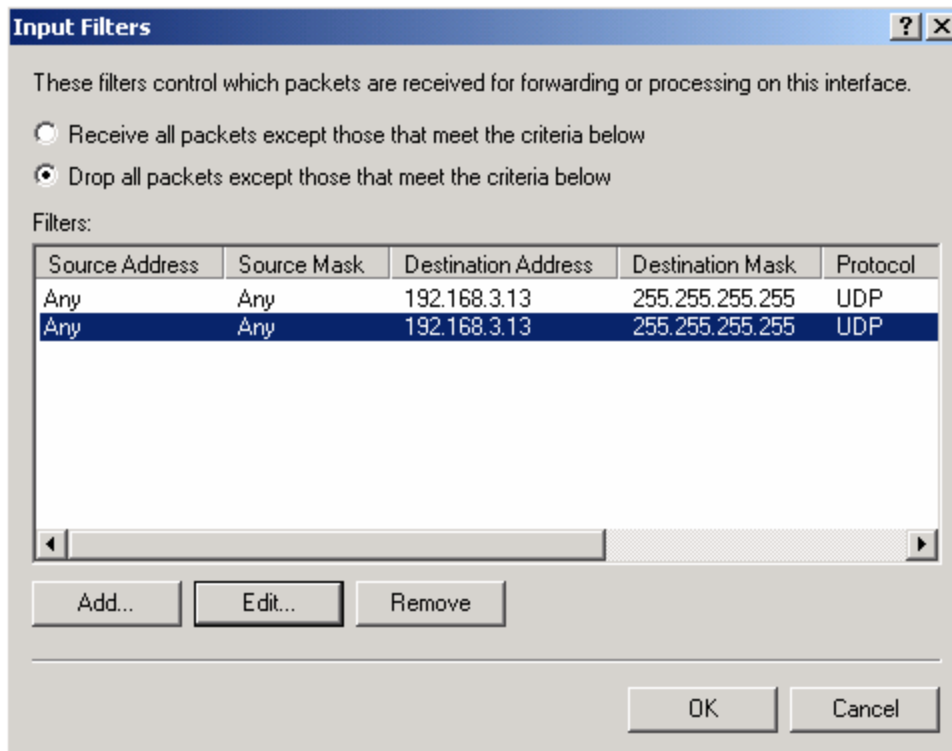 Input Filters
These filters control which packets are received for forwarding or processing on this interface.
Receive all packets except those that meet the criteria below
Drop all packets except those that meet the criteria below
Filters:
Source Address Source Mask Destination Address Destination Mask Protocol
Any Any 192.168.3.13 255.255.255.255 UDP
Any Any 192.168.3.13 255.255.255.255 UDP
Add... Edit... Remove
OK Cancel